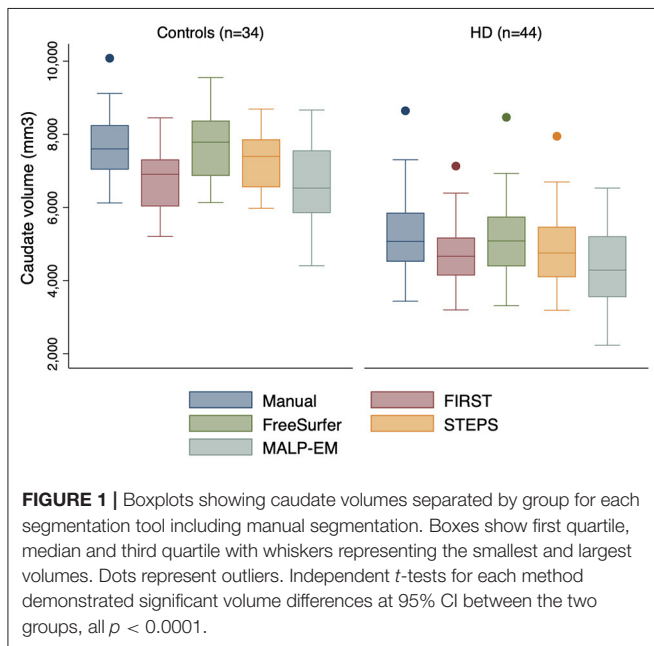 Controls (n=34)
HD (n=44)
Caudate volume (mm3)
10,000
8,000
6,000
4,000
2,000
Manual
FIRST
FreeSurfer
STEPS
MALP-EM
FIGURE 1 | Boxplots showing caudate volumes separated by group for each
segmentation tool including manual segmentation. Boxes show first quartile,
median and third quartile with whiskers representing the smallest and largest
volumes. Dots represent outliers. Independent t-tests for each method
demonstrated significant volume differences at 95% CI between the two
groups, all p < 0.0001.